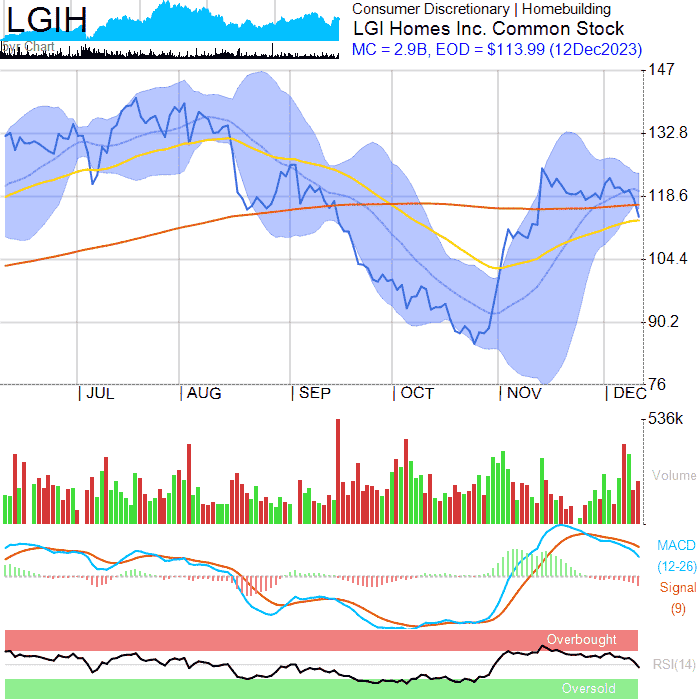 LGIH
Consumer Discretionary | Homebuilding
LGI Homes Inc. Common Stock
MC = 2.9B, EOD = $113.99 (12Dec2023)
147
132.8
118.6
104.4
90.2
76
JUL
AUG
SEP
OCT
NOV
DEC
536k
Volume
MACD
(12-26)
Signal
(9)
Overbought
RSI(14)
Oversold